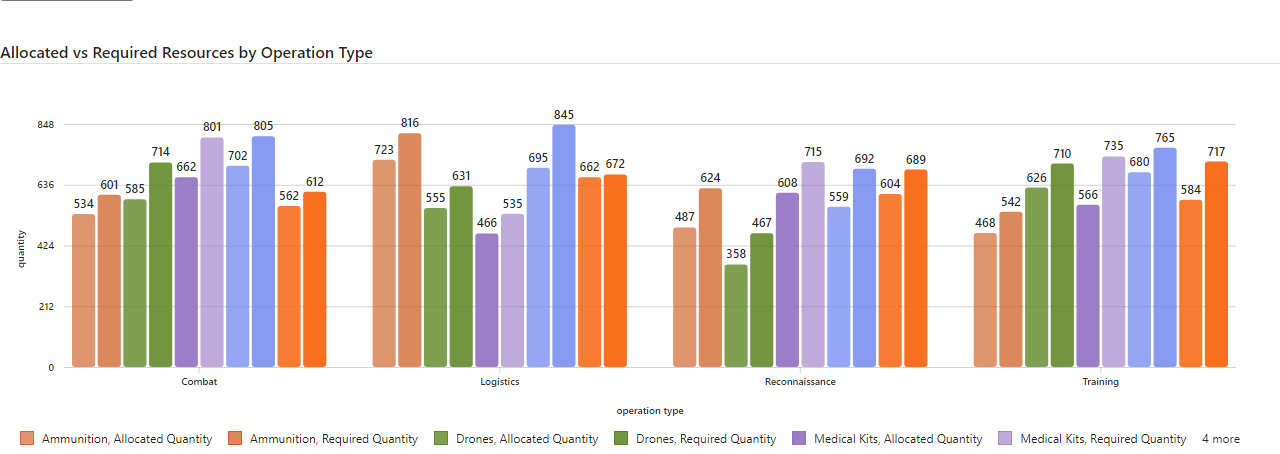 Allocated vs Required Resources by Operation Type
848
636
424
212
0
quantity
534 601 585 714 662 801 702 805 562 612
723 816 555 631 466 535 695 845 662 672
487 624 358 467 608 715 559 692 604 689
468 542 626 710 566 735 680 765 584 717
Combat Logistics Reconnaissance Training
operation type
Ammunition, Allocated Quantity Ammunition, Required Quantity Drones, Allocated Quantity Drones, Required Quantity Medical Kits, Allocated Quantity Medical Kits, Required Quantity 4 more